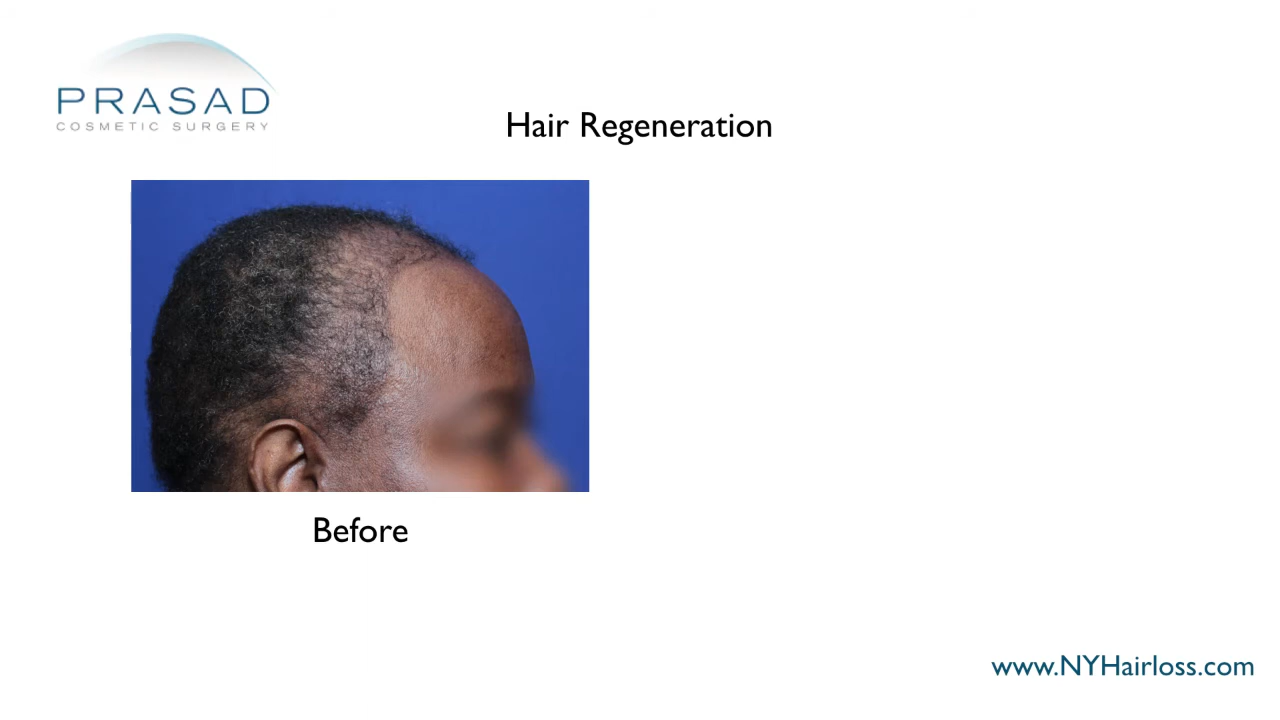 PRASAD
COSMETIC SURGERY
Hair Regeneration
Before
www.NYHairloss.com